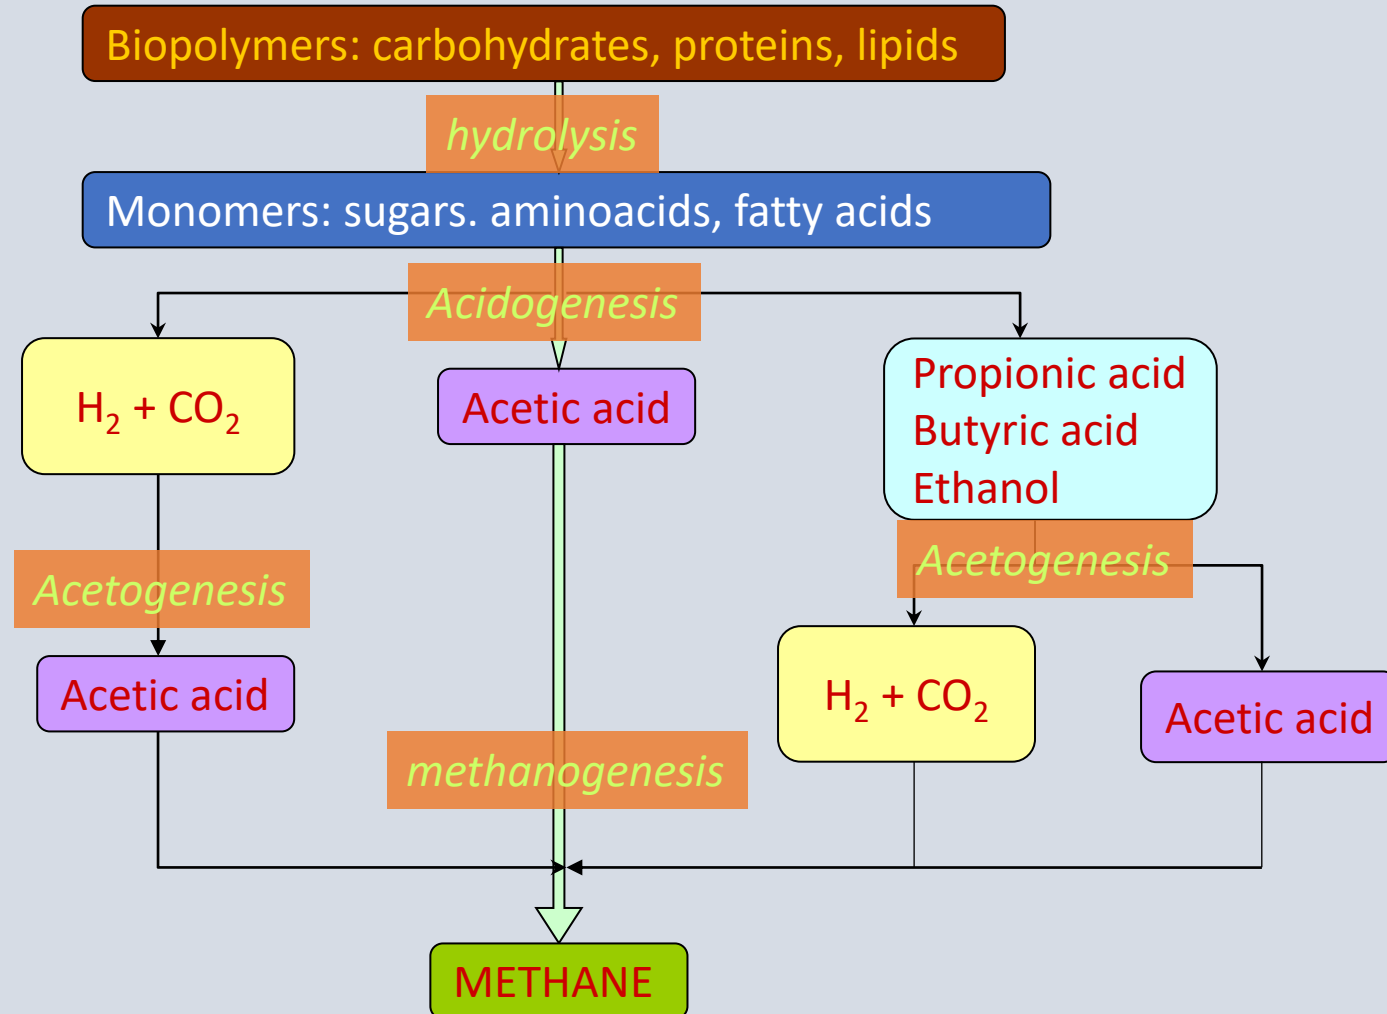 Biopolymers: carbohydrates, proteins, lipids
hydrolysis
Monomers: sugars. aminoacids, fatty acids
Acidogenesis
H₂ + CO₂
Acetic acid
Propionic acid
Butyric acid
Ethanol
Acetogenesis
Acetogenesis
Acetic acid
H₂ + CO₂
Acetic acid
methanogenesis
METHANE